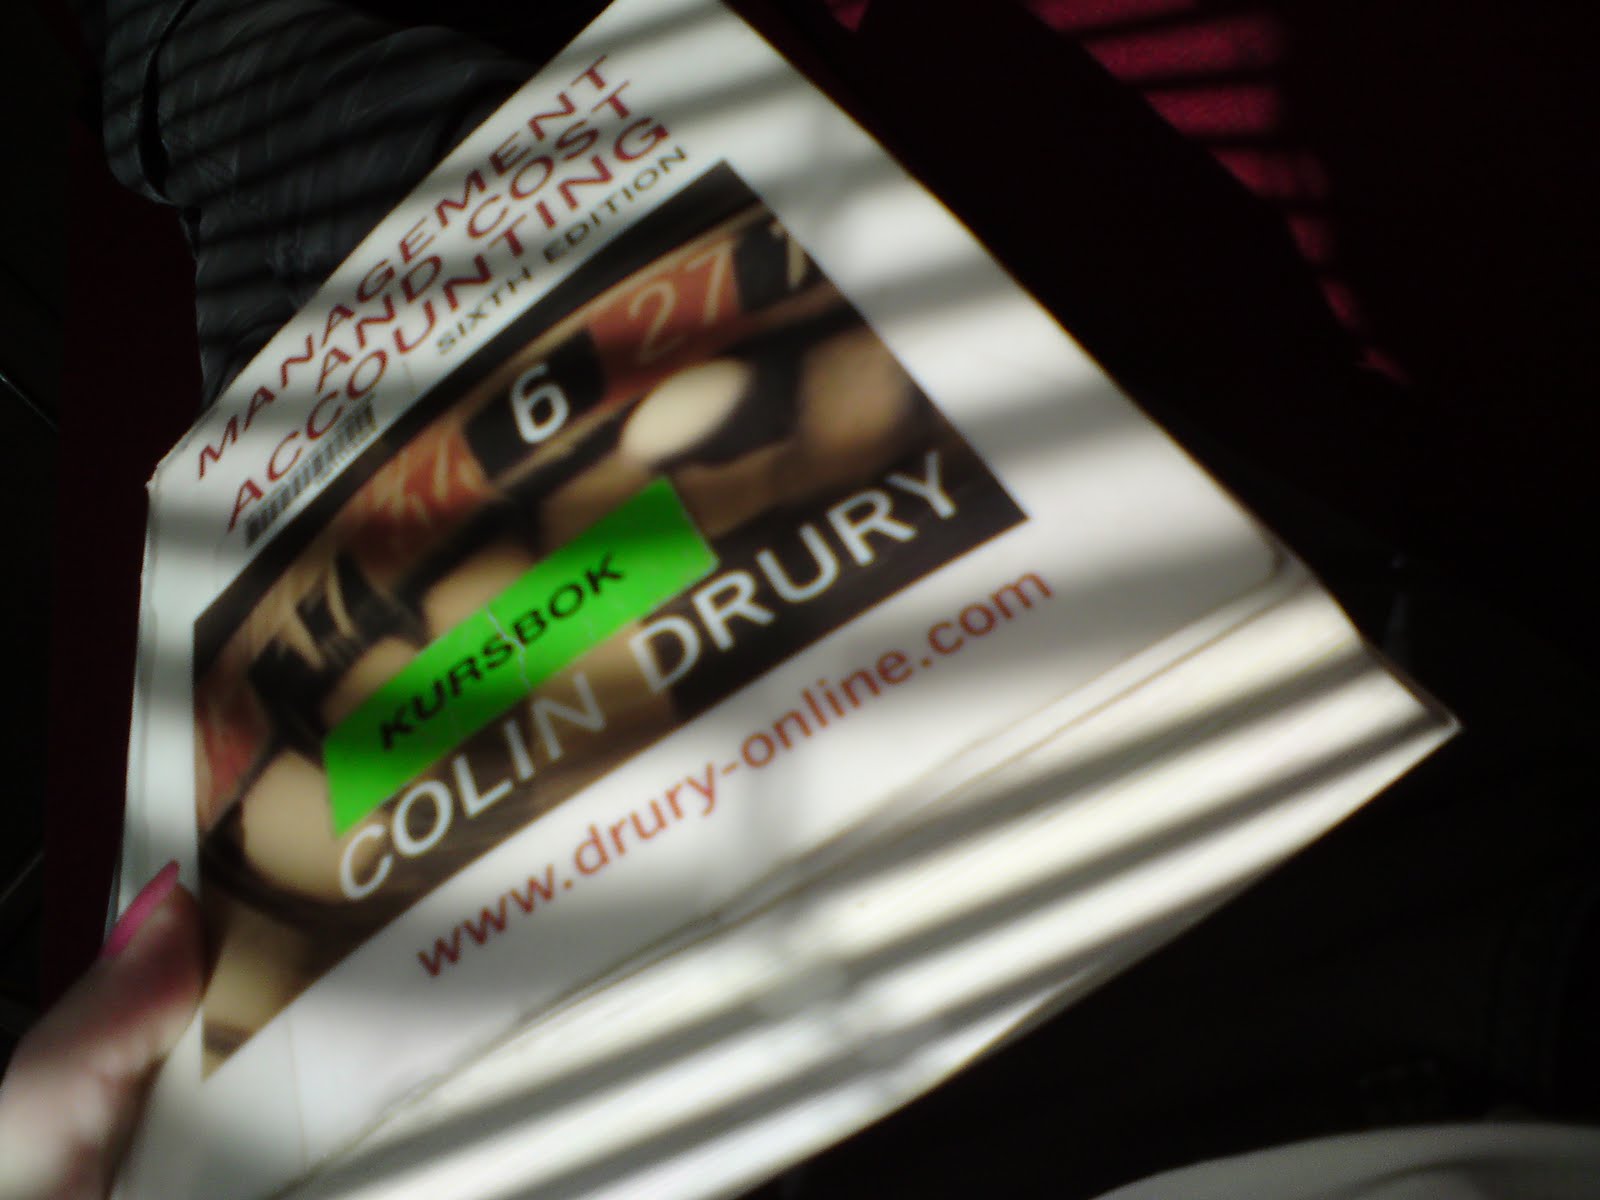 MANAGEMENT
AND COST
ACCOUNTING
SIXTH EDITION
27
6
KURSBOK
COLIN DRURY
www.drury-online.com